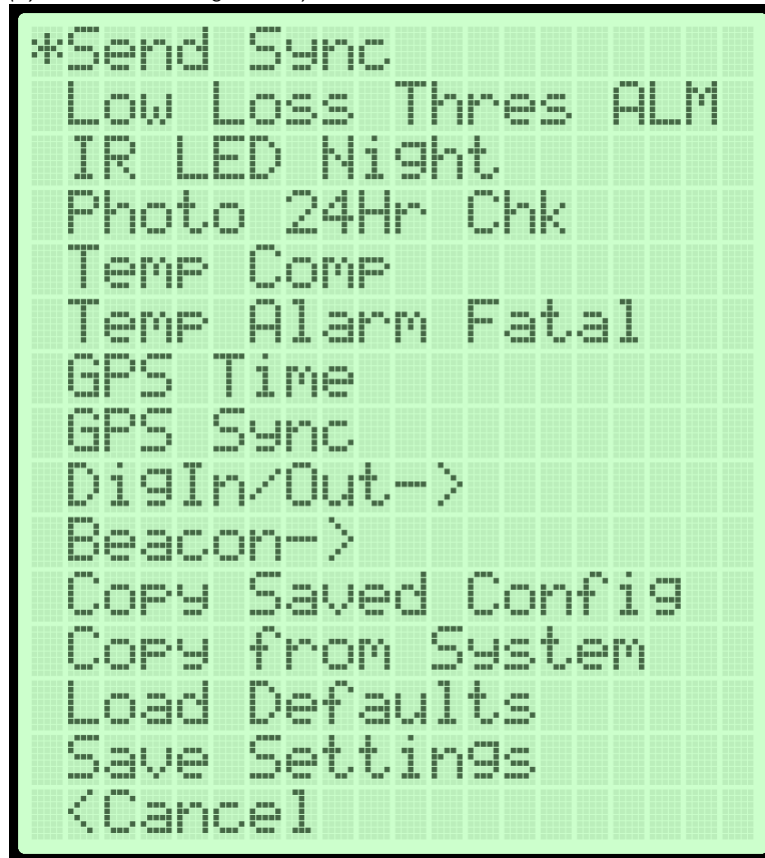 *Send Sync
Low Loss Thres ALM
IR LED Night
Photo 24Hr Chk
Temp Comp
Temp Alarm Fatal
GPS Time
GPS Sync
DigIn/Out->
Beacon->
Copy Saved Config
Copy from System
Load Defaults
Save Settings
<Cancel